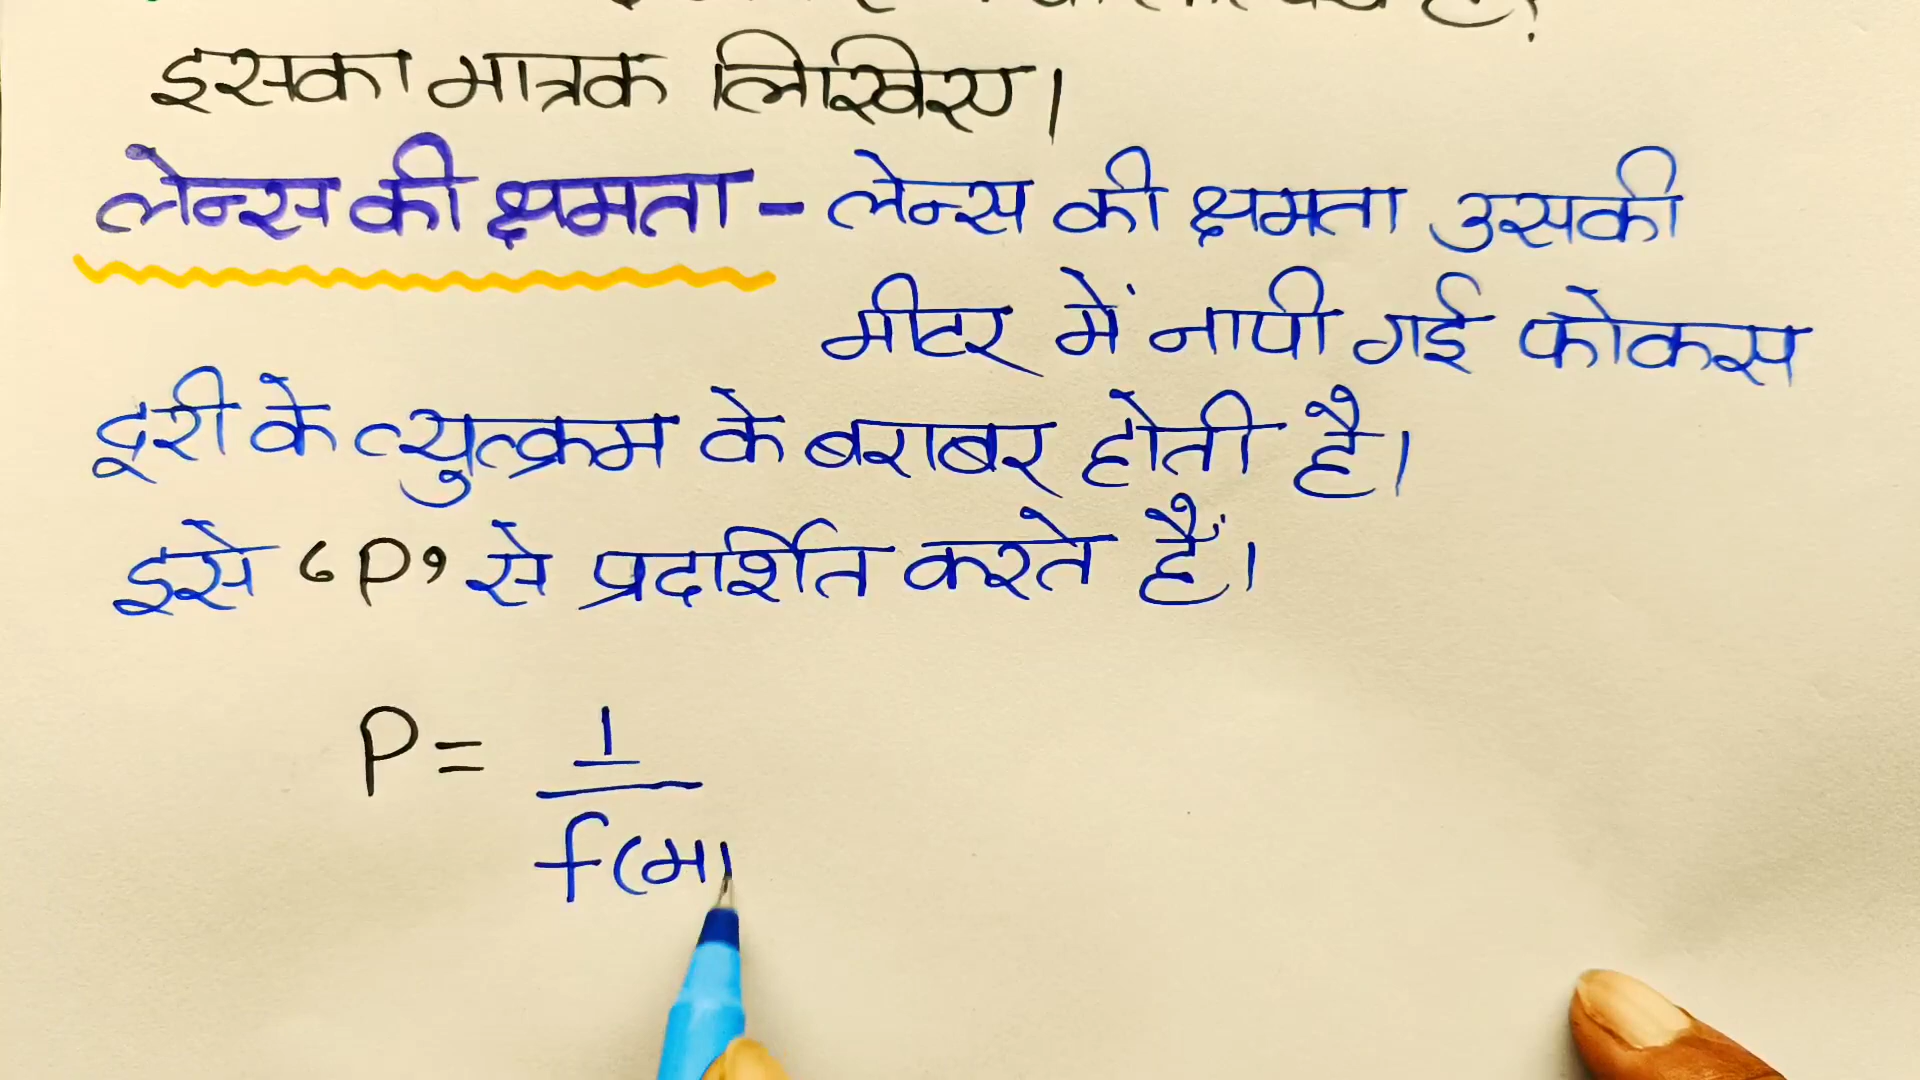 इसका मात्रक लिखिए।
लेन्स की क्षमता - लेन्स की क्षमता उसकी
मीटर में नापी गई फोकस
दूरी के व्युत्क्रम के बराबर होती है।
इसे ‘P’ से प्रदर्शित करते हैं।
P = 1
f(मी